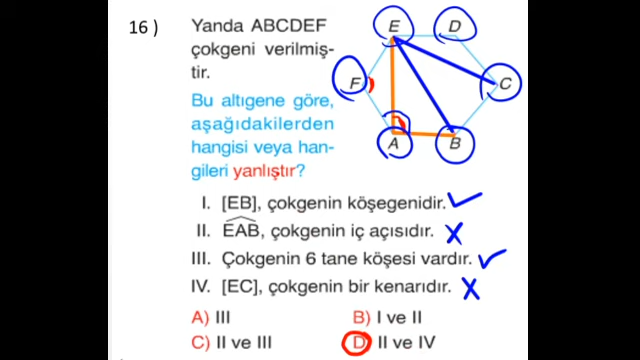 16 )
Yanda ABCDEF
çokgeni verilmiş-
tir.
Bu altıgene göre,
aşağıdakilerden
hangisi veya han-
gileri yanlıştır?
E
D
F
C
A
B
I. [EB], çokgenin köşegenidir.
II. EAB, çokgenin iç açısıdır.
III. Çokgenin 6 tane köşesi vardır.
IV. [EC], çokgenin bir kenarıdır.
A) III
B) I ve II
C) II ve III
D) II ve IV